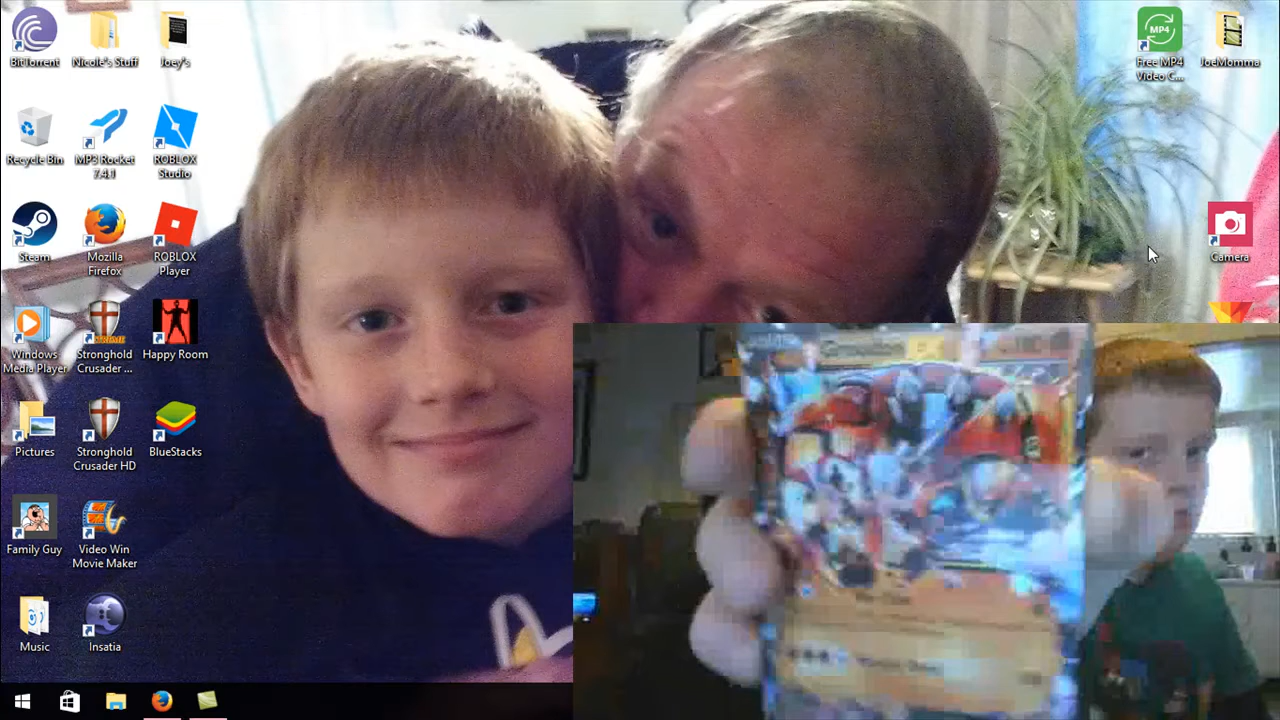 BitTorrent
Nicole's Stuff
Joey's
MP4
Free MP4
Video C...
JoeMomma
Recycle Bin
MP3 Rocket
7.4.1
ROBLOX
Studio
Steam
Mozilla
Firefox
ROBLOX
Player
Camera
Windows
Media Player
Stronghold
Crusader ...
Happy Room
Pictures
Stronghold
Crusader HD
BlueStacks
Family Guy
Video Win
Movie Maker
Music
Insatia